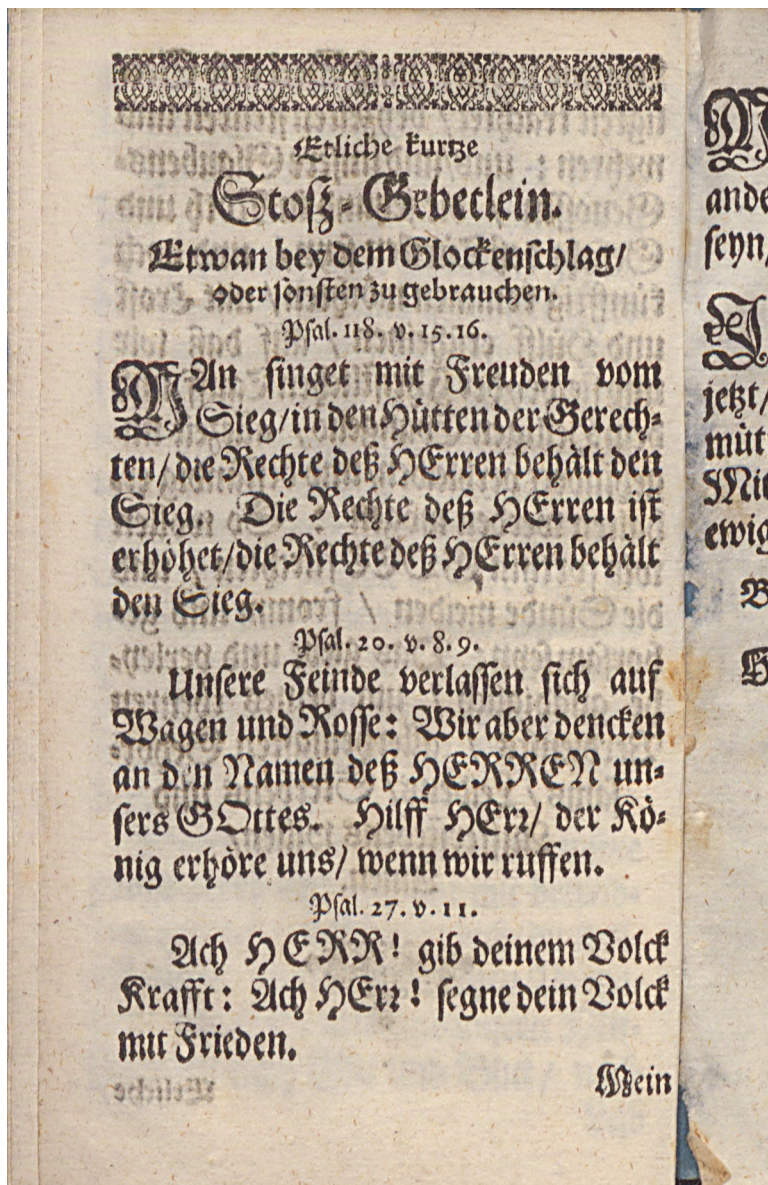 Etliche kurtze
Stosz-Gebetlein.
Etwan bey dem Glockenschlag/
oder sonsten zu gebrauchen.
Psal. 118. v. 15. 16.
MAn singet mit Freuden vom
Sieg/ in den Hütten der Gerech-
ten/ die Rechte deß HErren behält den
Sieg. Die Rechte deß HErren ist
erhöhet/ die Rechte deß HErren behält
den Sieg.
Psal. 20. v. 8. 9.
Unsere Feinde verlassen sich auf
Wagen und Rosse: Wir aber dencken
an den Namen deß HERREN un-
sers GOttes. Hilff HErr/ der Kö-
nig erhöre uns/ wenn wir ruffen.
Psal. 27. v. 11.
Ach HERR! gib deinem Volck
Krafft: Ach HErr! segne dein Volck
mit Frieden.
Mein
ande
seyn/
jetzt/
müt
Mit
ewig